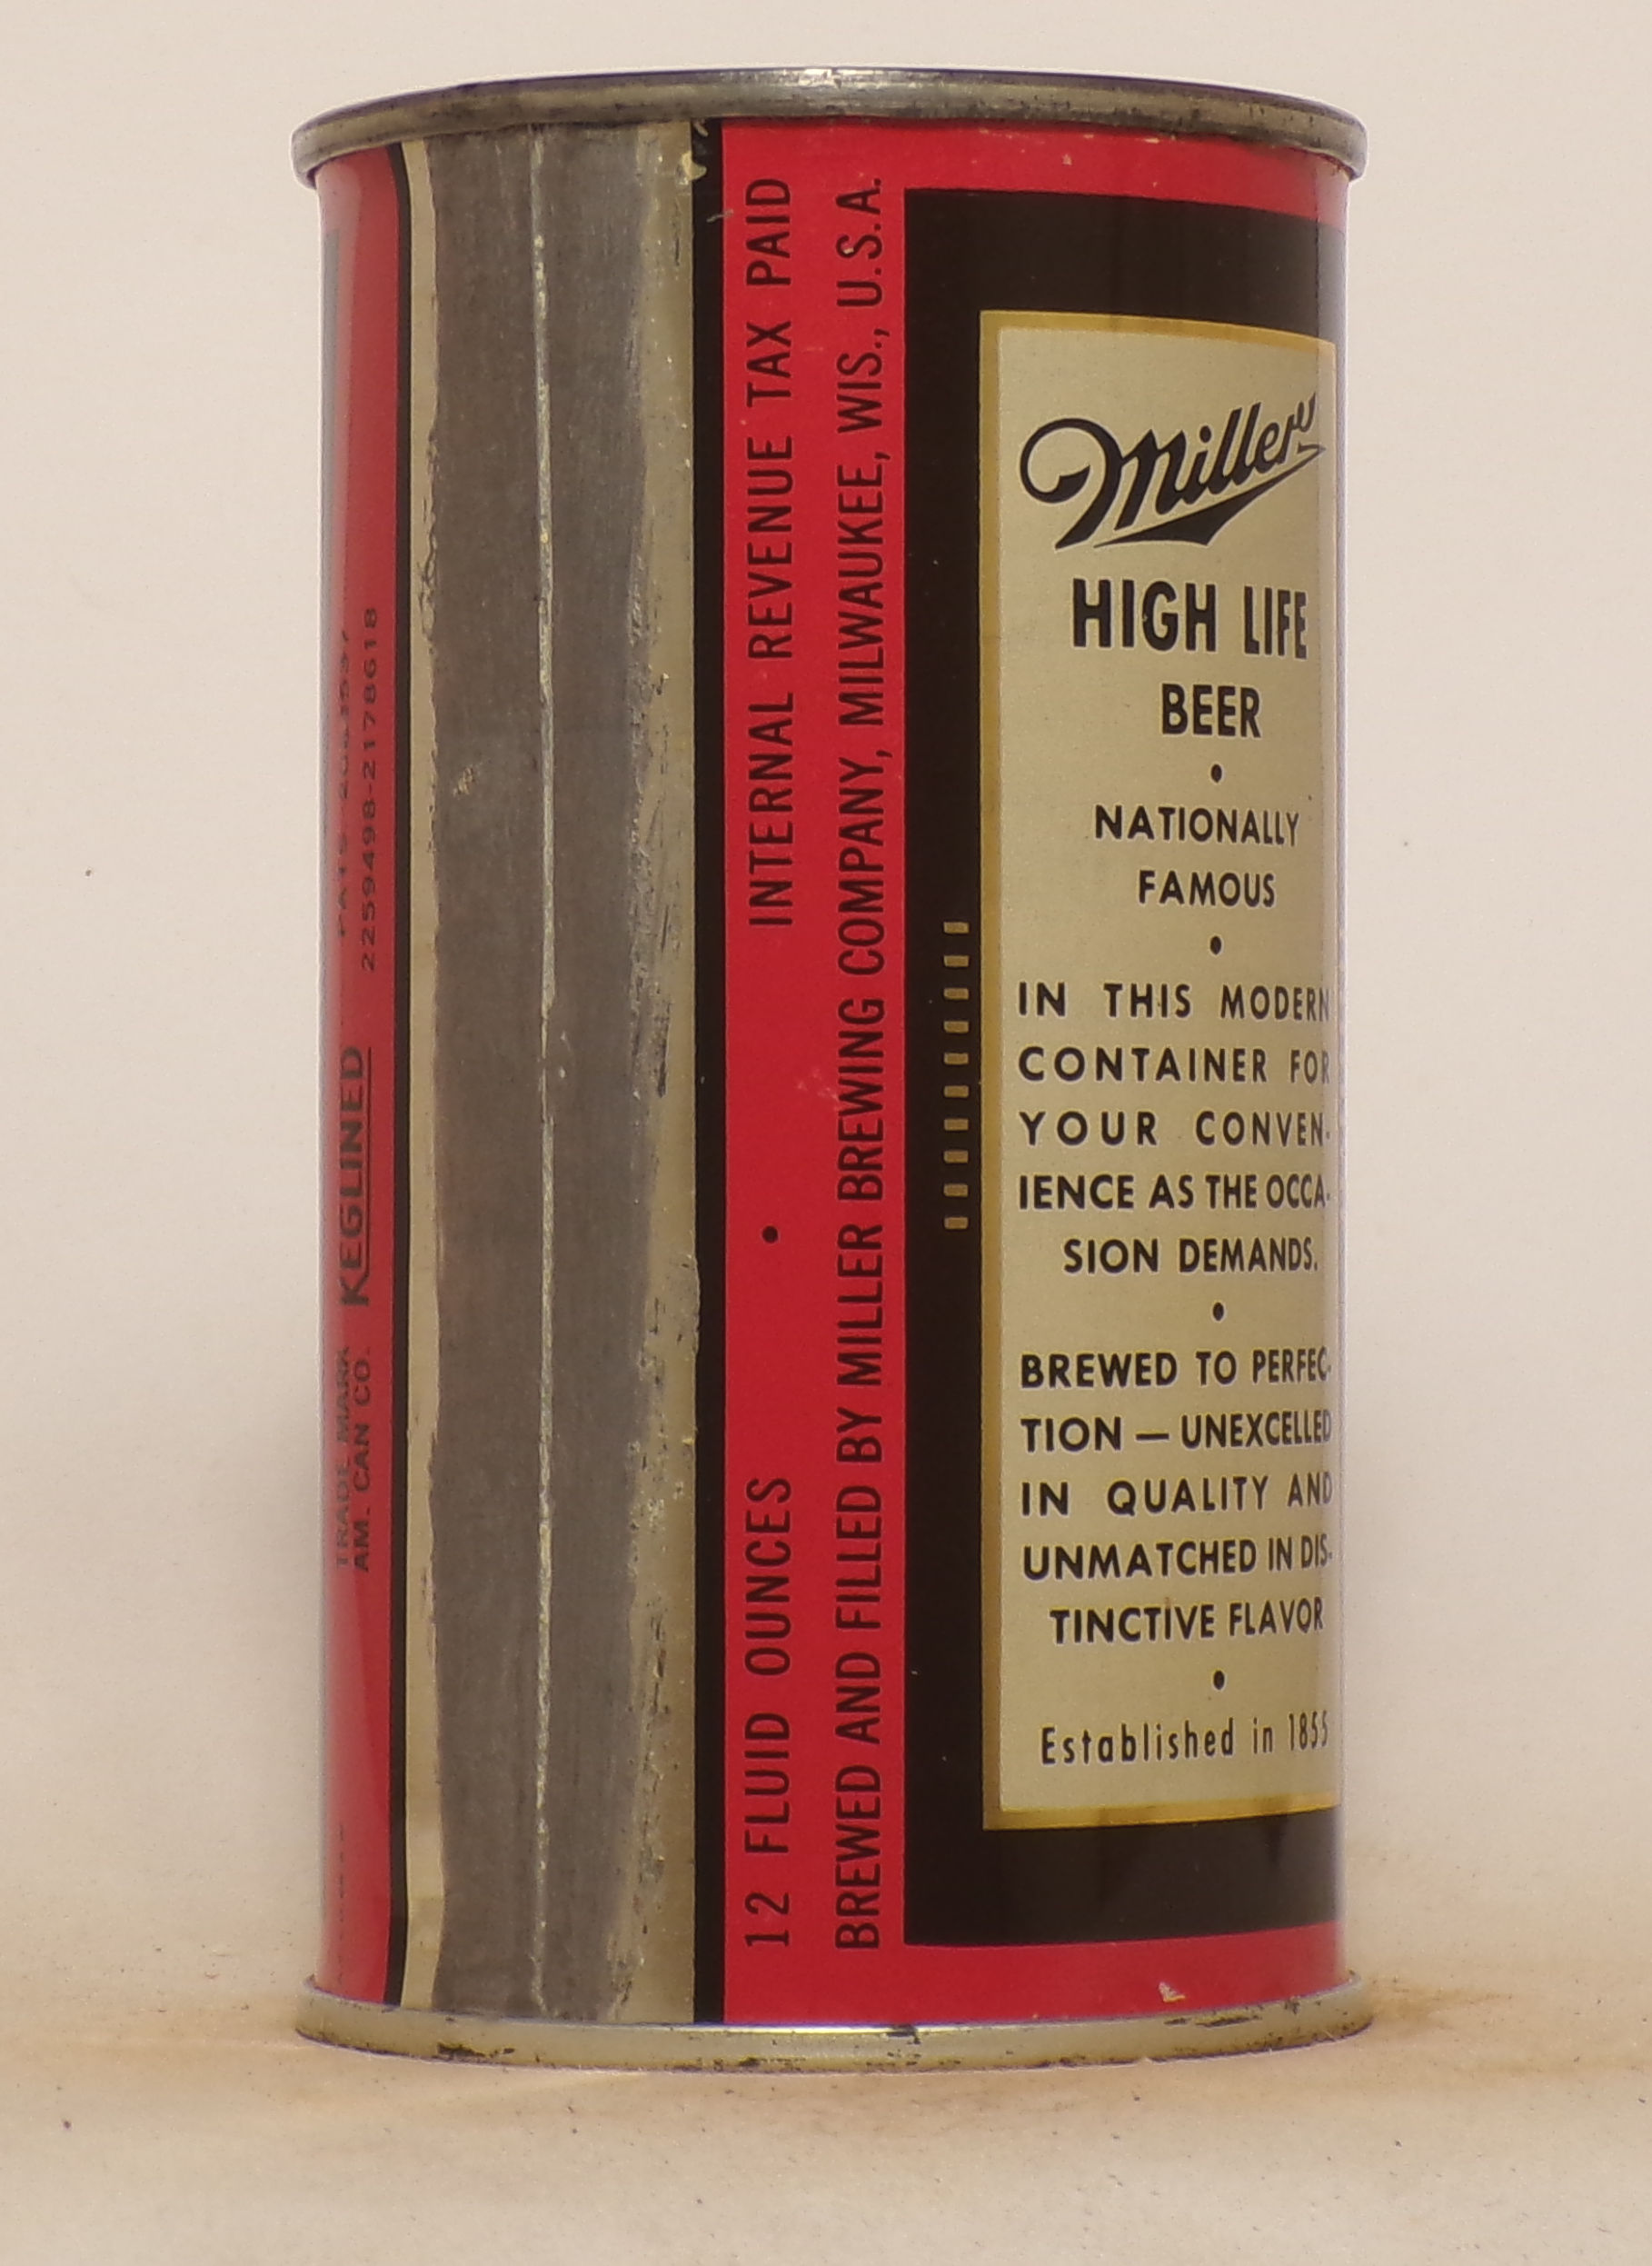 TRADE MARK
AM. CAN CO.
KEGLINED
2259498-2178618
12 FLUID OUNCES • INTERNAL REVENUE TAX PAID
BREWED AND FILLED BY MILLER BREWING COMPANY, MILWAUKEE, WIS., U.S.A.
Miller
HIGH LIFE
BEER
•
NATIONALLY
FAMOUS
•
IN THIS MODERN
CONTAINER FOR
YOUR CONVEN-
IENCE AS THE OCCA-
SION DEMANDS.
•
BREWED TO PERFEC-
TION — UNEXCELLED
IN QUALITY AND
UNMATCHED IN DIS-
TINCTIVE FLAVOR
•
Established in 1855